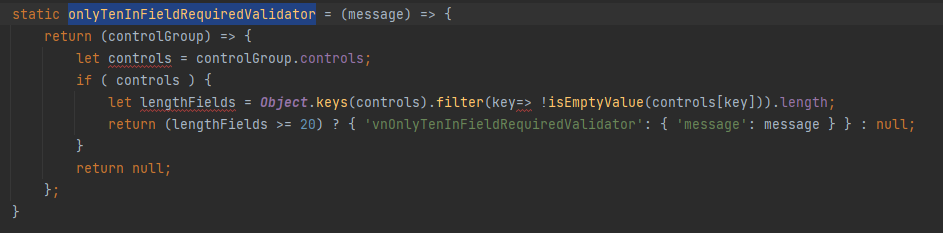 static onlyTenInFieldRequiredValidator = (message) => {
return (controlGroup) => {
let controls = controlGroup.controls;
if ( controls ) {
let lengthFields = Object.keys(controls).filter(key=> !isEmptyValue(controls[key])).length;
return (lengthFields >= 20) ? { 'vnOnlyTenInFieldRequiredValidator': { 'message': message } } : null;
}
return null;
};
}